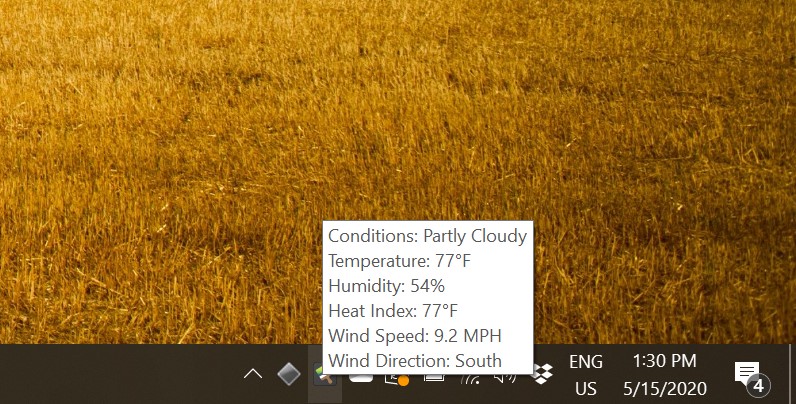 Conditions: Partly Cloudy
Temperature: 77°F
Humidity: 54%
Heat Index: 77°F
Wind Speed: 9.2 MPH
Wind Direction: South
ENG
US
1:30 PM
5/15/2020
4